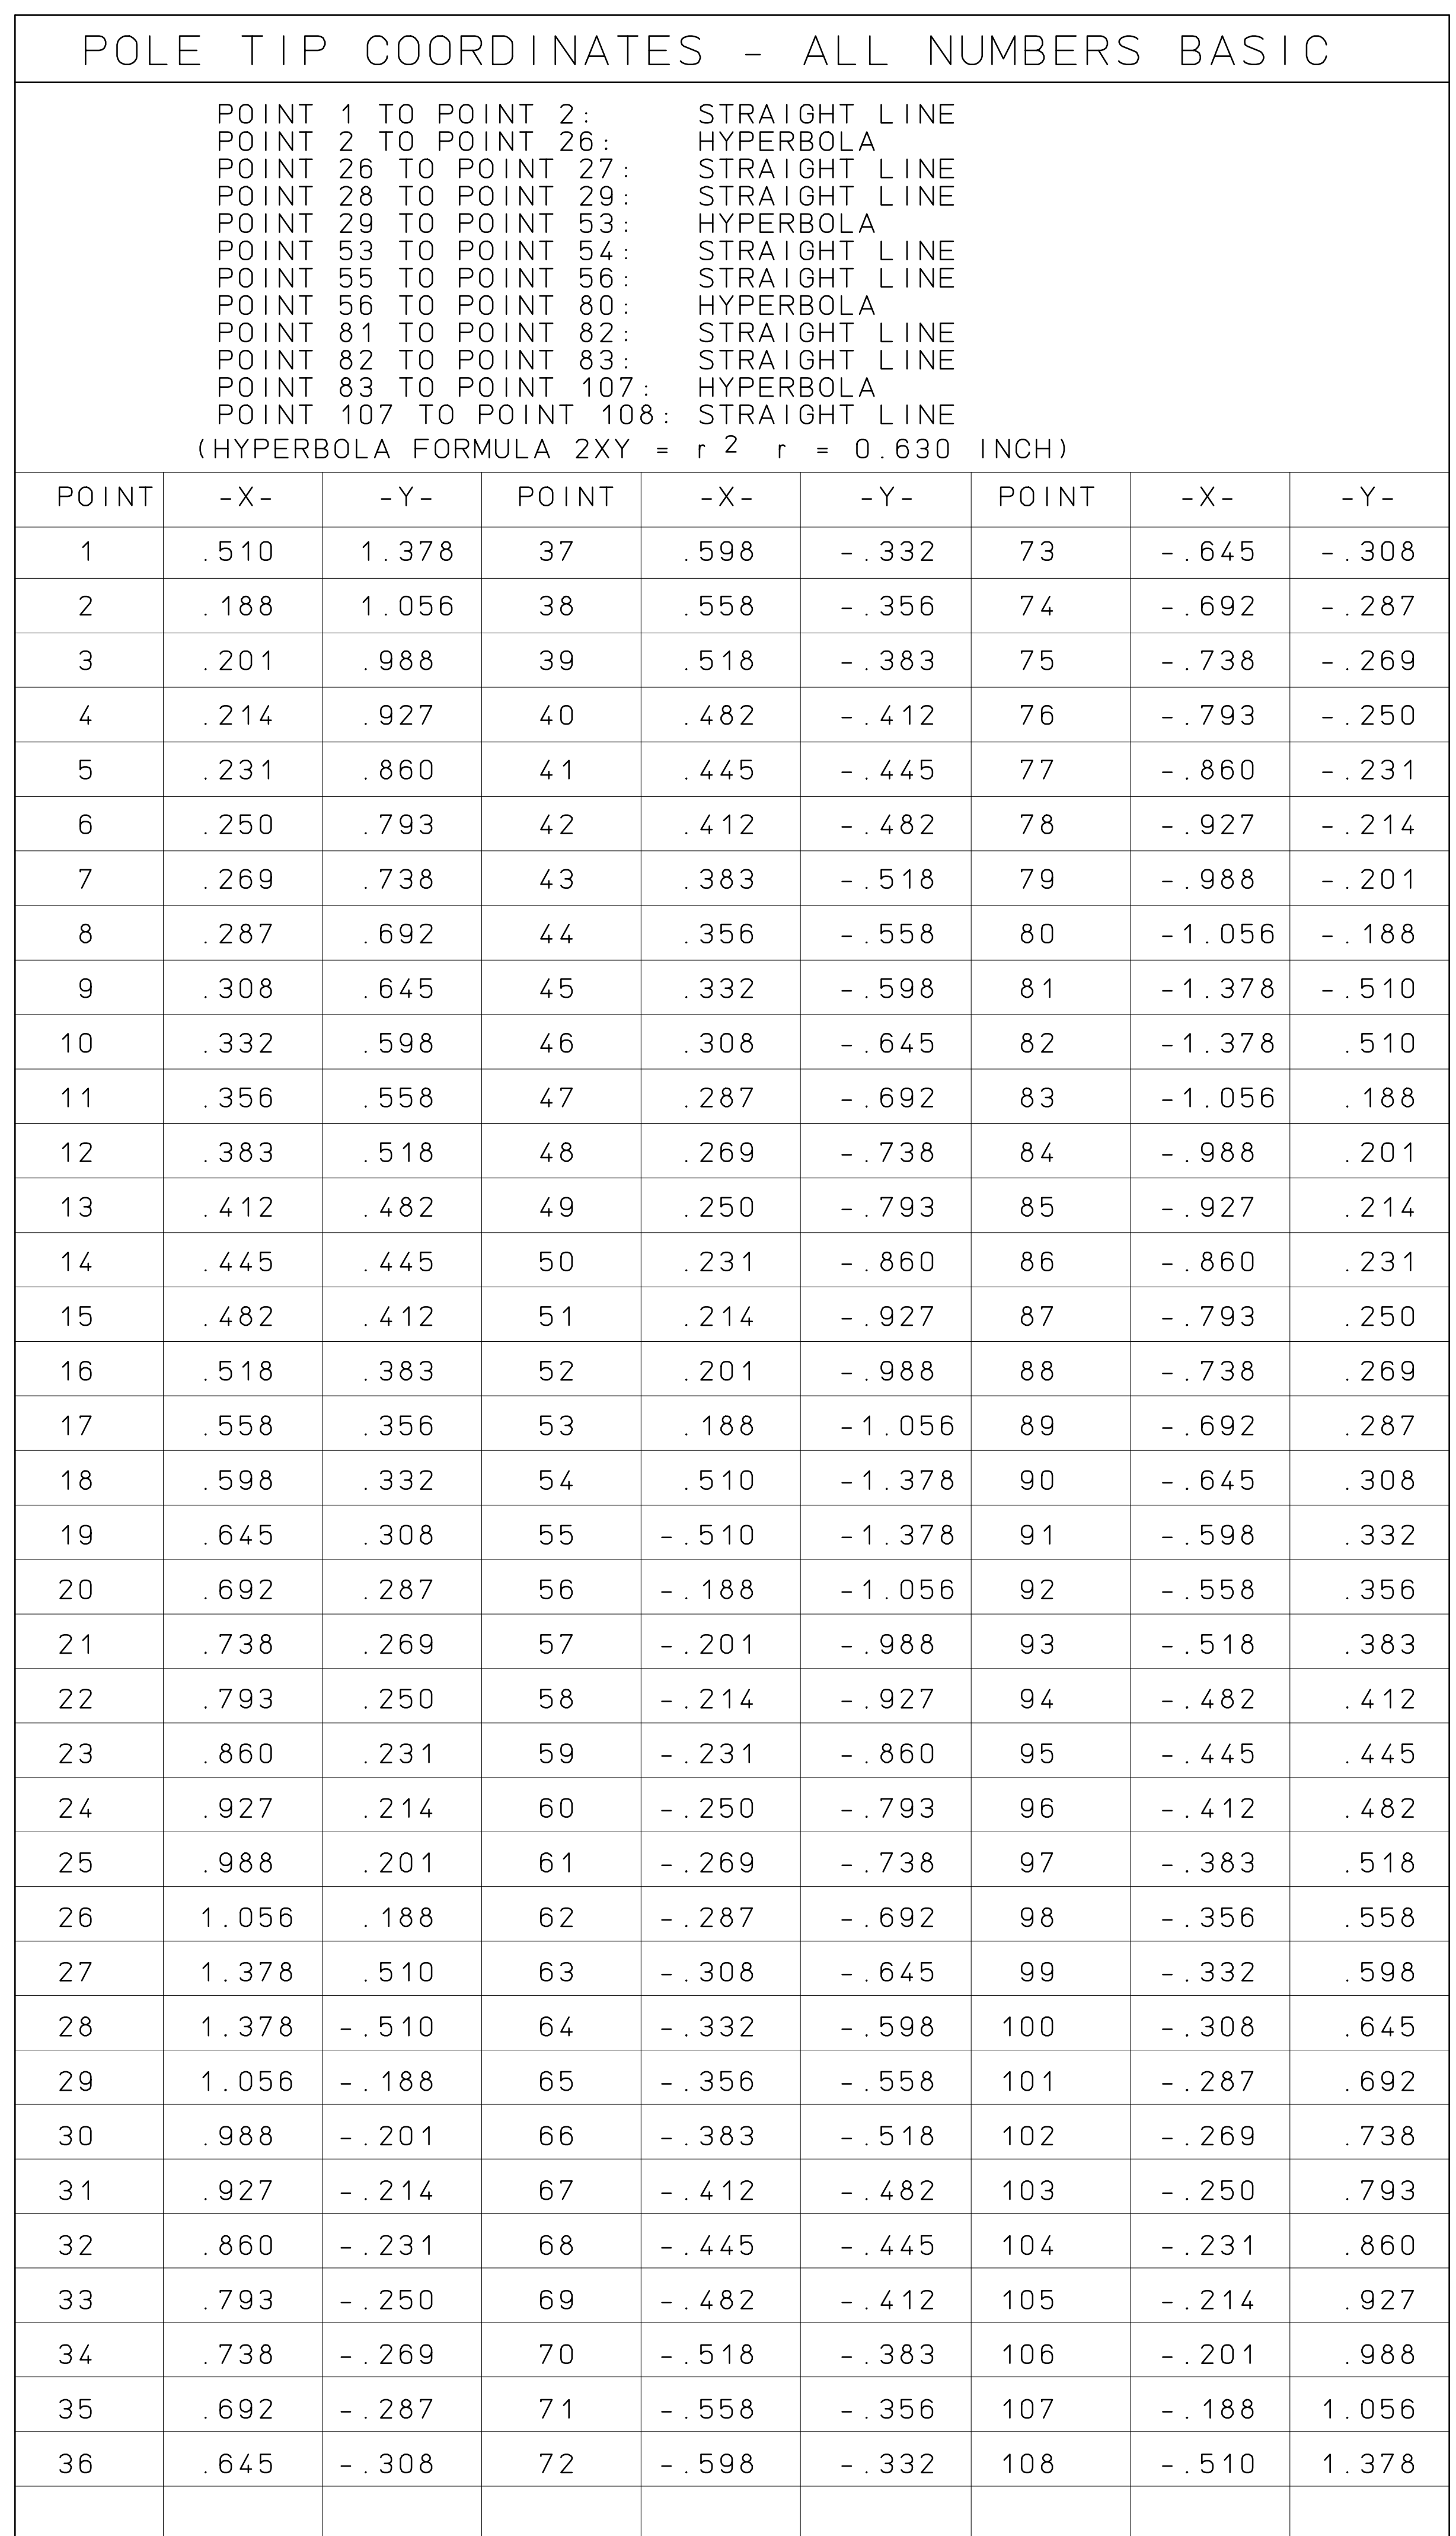 POLE TIP COORDINATES - ALL NUMBERS BASIC
POINT 1 TO POINT 2: STRAIGHT LINE
POINT 2 TO POINT 26: HYPERBOLA
POINT 26 TO POINT 27: STRAIGHT LINE
POINT 28 TO POINT 29: STRAIGHT LINE
POINT 29 TO POINT 53: HYPERBOLA
POINT 53 TO POINT 54: STRAIGHT LINE
POINT 55 TO POINT 56: STRAIGHT LINE
POINT 56 TO POINT 80: HYPERBOLA
POINT 81 TO POINT 82: STRAIGHT LINE
POINT 82 TO POINT 83: STRAIGHT LINE
POINT 83 TO POINT 107: HYPERBOLA
POINT 107 TO POINT 108: STRAIGHT LINE
(HYPERBOLA FORMULA 2XY = r 2 r = 0.630 INCH)
POINT -X- -Y- POINT -X- -Y- POINT -X- -Y-
1 .510 1.378 37 .598 -.332 73 -.645 -.308
2 .188 1.056 38 .558 -.356 74 -.692 -.287
3 .201 .988 39 .518 -.383 75 -.738 -.269
4 .214 .927 40 .482 -.412 76 -.793 -.250
5 .231 .860 41 .445 -.445 77 -.860 -.231
6 .250 .793 42 .412 -.482 78 -.927 -.214
7 .269 .738 43 .383 -.518 79 -.988 -.201
8 .287 .692 44 .356 -.558 80 -1.056 -.188
9 .308 .645 45 .332 -.598 81 -1.378 -.510
10 .332 .598 46 .308 -.645 82 -1.378 .510
11 .356 .558 47 .287 -.692 83 -1.056 .188
12 .383 .518 48 .269 -.738 84 -.988 .201
13 .412 .482 49 .250 -.793 85 -.927 .214
14 .445 .445 50 .231 -.860 86 -.860 .231
15 .482 .412 51 .214 -.927 87 -.793 .250
16 .518 .383 52 .201 -.988 88 -.738 .269
17 .558 .356 53 .188 -1.056 89 -.692 .287
18 .598 .332 54 .510 -1.378 90 -.645 .308
19 .645 .308 55 -.510 -1.378 91 -.598 .332
20 .692 .287 56 -.188 -1.056 92 -.558 .356
21 .738 .269 57 -.201 -.988 93 -.518 .383
22 .793 .250 58 -.214 -.927 94 -.482 .412
23 .860 .231 59 -.231 -.860 95 -.445 .445
24 .927 .214 60 -.250 -.793 96 -.412 .482
25 .988 .201 61 -.269 -.738 97 -.383 .518
26 1.056 .188 62 -.287 -.692 98 -.356 .558
27 1.378 .510 63 -.308 -.645 99 -.332 .598
28 1.378 -.510 64 -.332 -.598 100 -.308 .645
29 1.056 -.188 65 -.356 -.558 101 -.287 .692
30 .988 -.201 66 -.383 -.518 102 -.269 .738
31 .927 -.214 67 -.412 -.482 103 -.250 .793
32 .860 -.231 68 -.445 -.445 104 -.231 .860
33 .793 -.250 69 -.482 -.412 105 -.214 .927
34 .738 -.269 70 -.518 -.383 106 -.201 .988
35 .692 -.287 71 -.558 -.356 107 -.188 1.056
36 .645 -.308 72 -.598 -.332 108 -.510 1.378